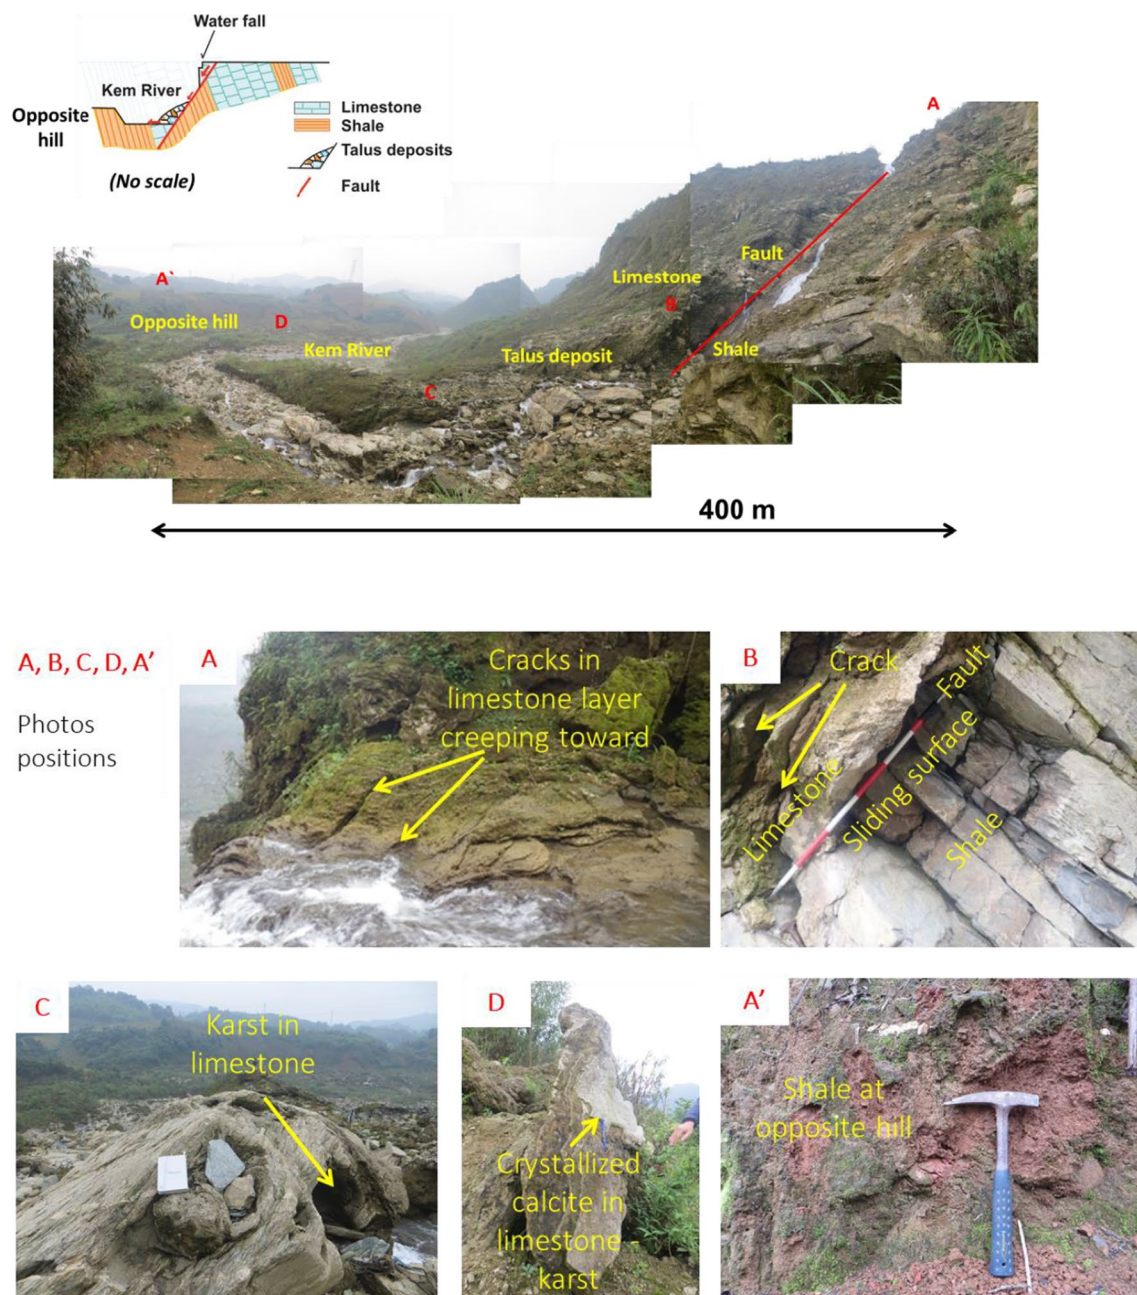 Water fall
Kem River
Opposite
hill
(No scale)
Limestone
Shale
Talus deposits
Fault
A
A`
Opposite hill
D
Kem River
Limestone
B
Fault
Talus deposit
Shale
C
400 m
A, B, C, D, A’
Photos
positions
A
Cracks in
limestone layer
creeping toward
B
Crack
Fault
Limestone
Sliding surface
Shale
C
Karst in
limestone
D
Crystallized
calcite in
limestone -
karst
A’
Shale at
opposite hill